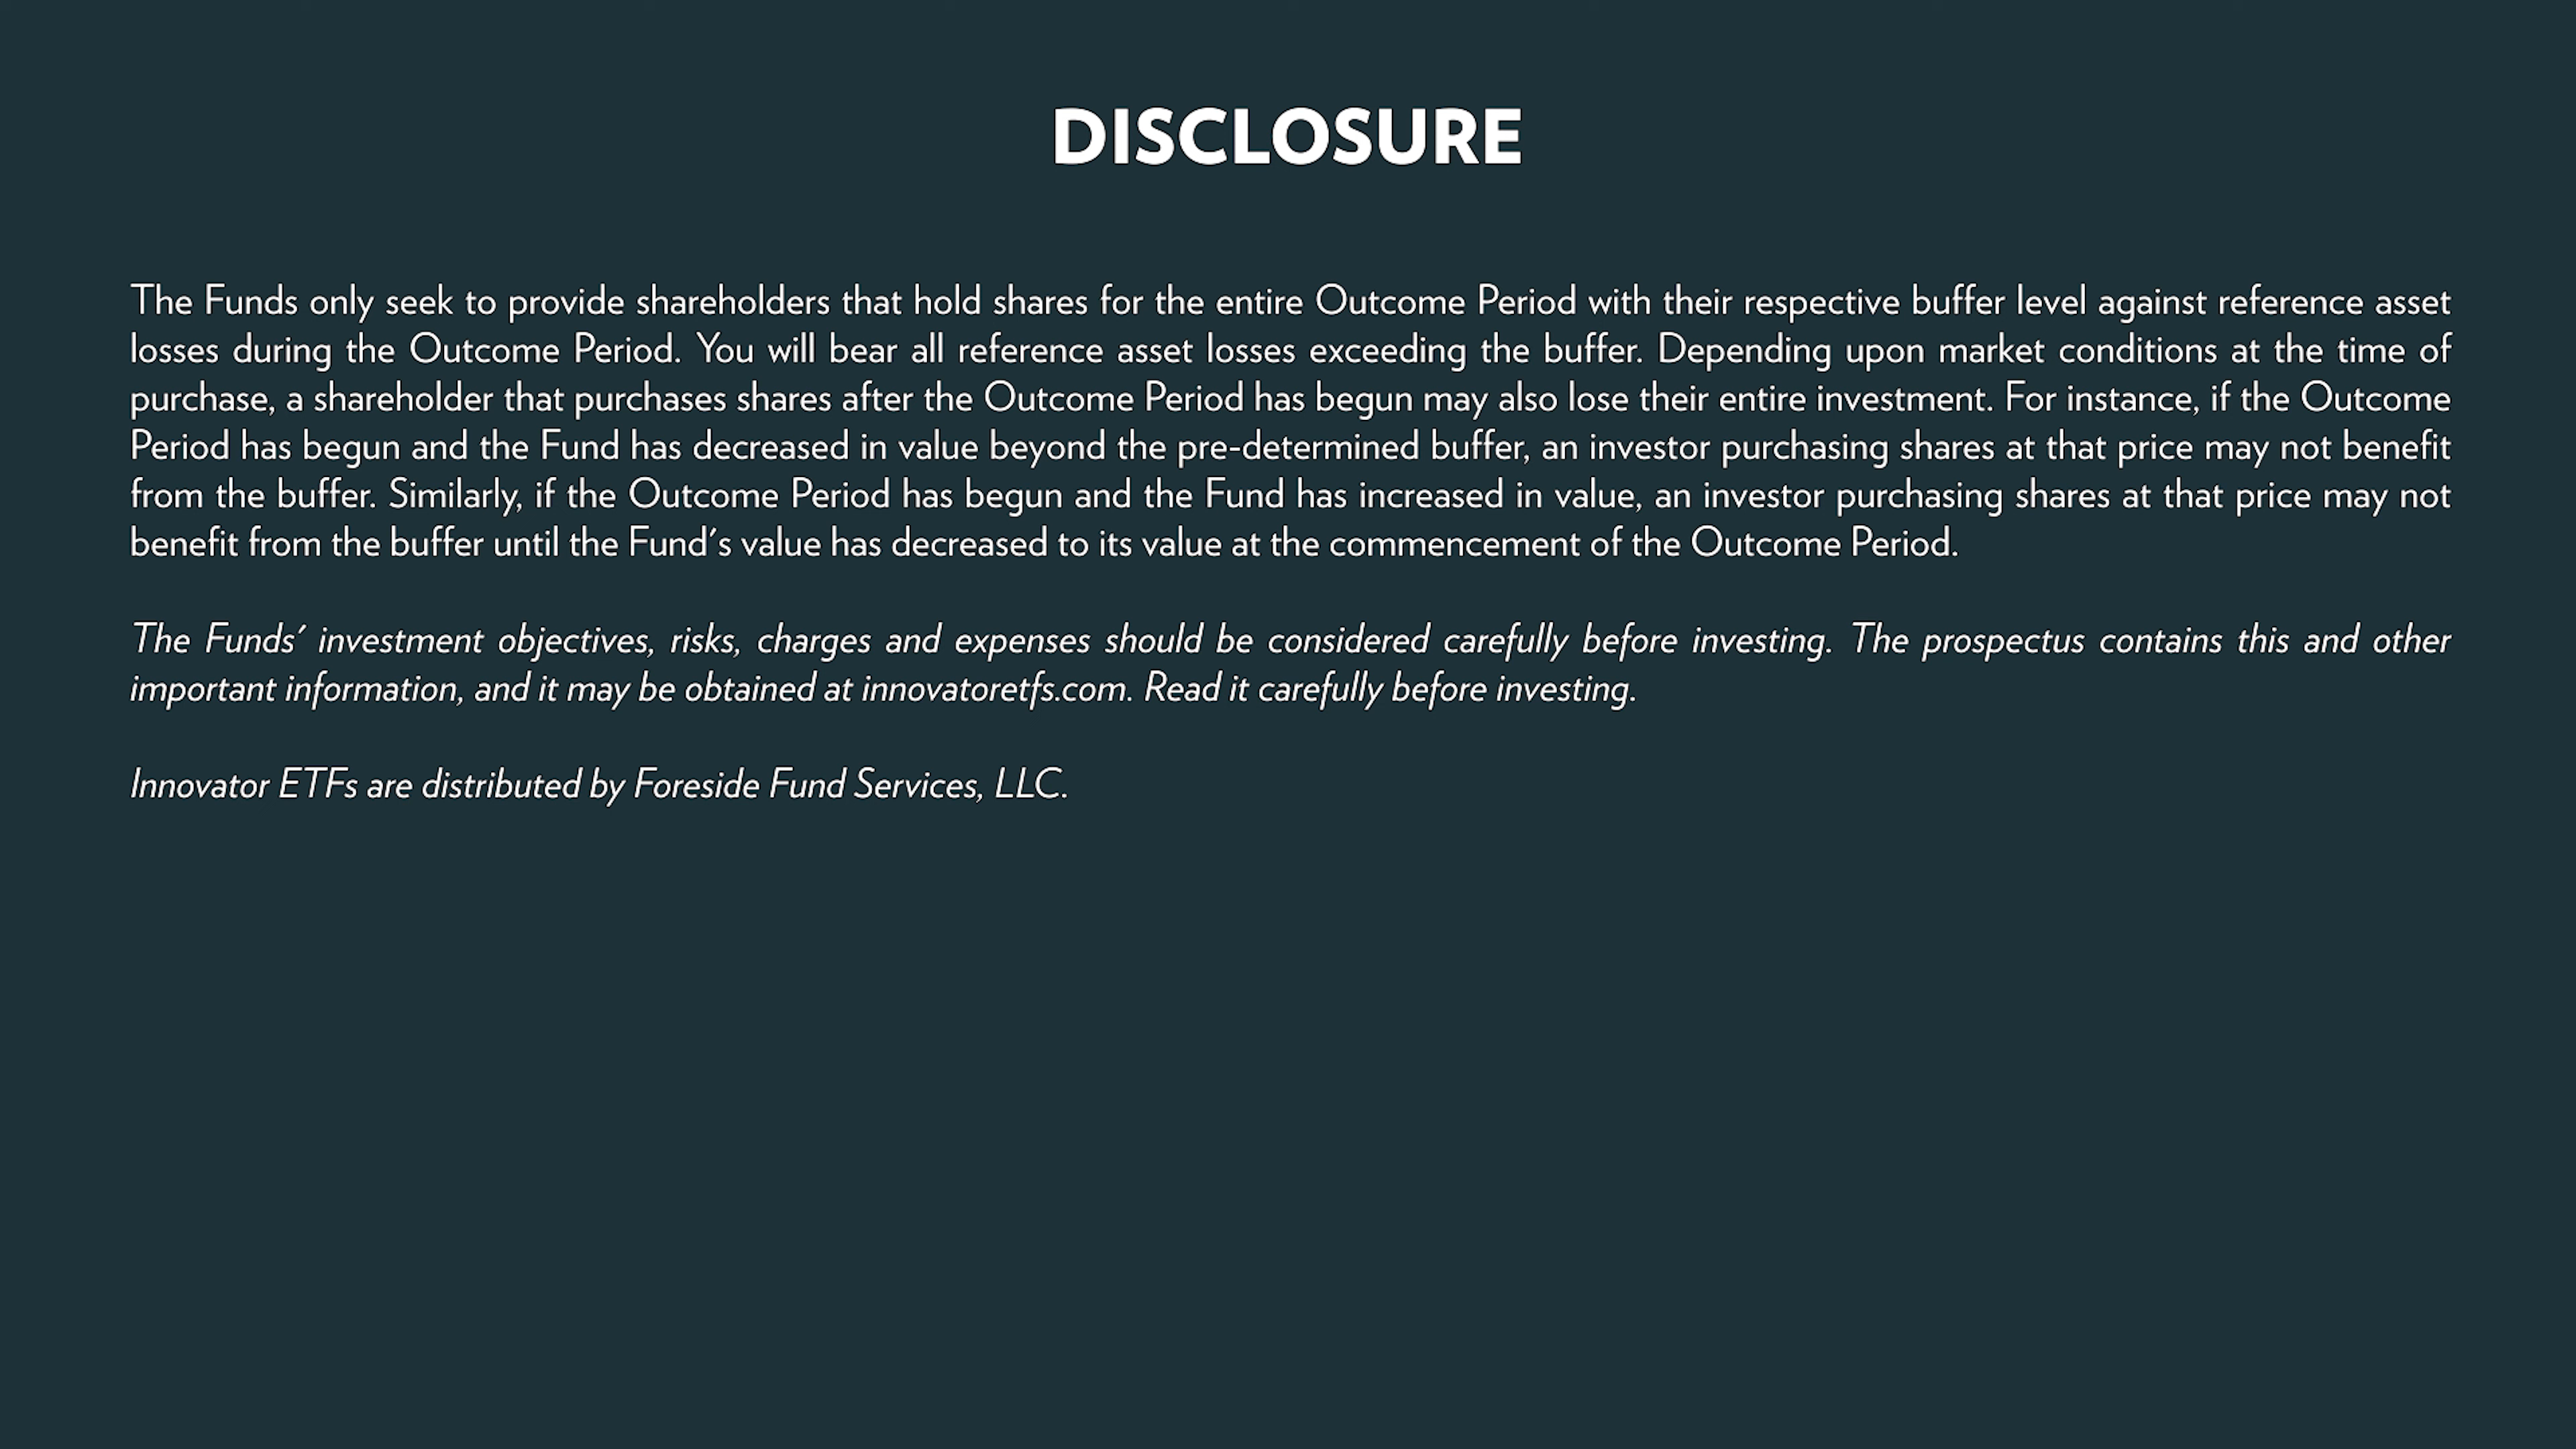 DISCLOSURE
The Funds only seek to provide shareholders that hold shares for the entire Outcome Period with their respective buffer level against reference asset
losses during the Outcome Period. You will bear all reference asset losses exceeding the buffer. Depending upon market conditions at the time of
purchase, a shareholder that purchases shares after the Outcome Period has begun may also lose their entire investment. For instance, if the Outcome
Period has begun and the Fund has decreased in value beyond the pre-determined buffer, an investor purchasing shares at that price may not benefit
from the buffer. Similarly, if the Outcome Period has begun and the Fund has increased in value, an investor purchasing shares at that price may not
benefit from the buffer until the Fund's value has decreased to its value at the commencement of the Outcome Period.
The Funds' investment objectives, risks, charges and expenses should be considered carefully before investing. The prospectus contains this and other
important information, and it may be obtained at innovatoretfs.com. Read it carefully before investing.
Innovator ETFs are distributed by Foreside Fund Services, LLC.